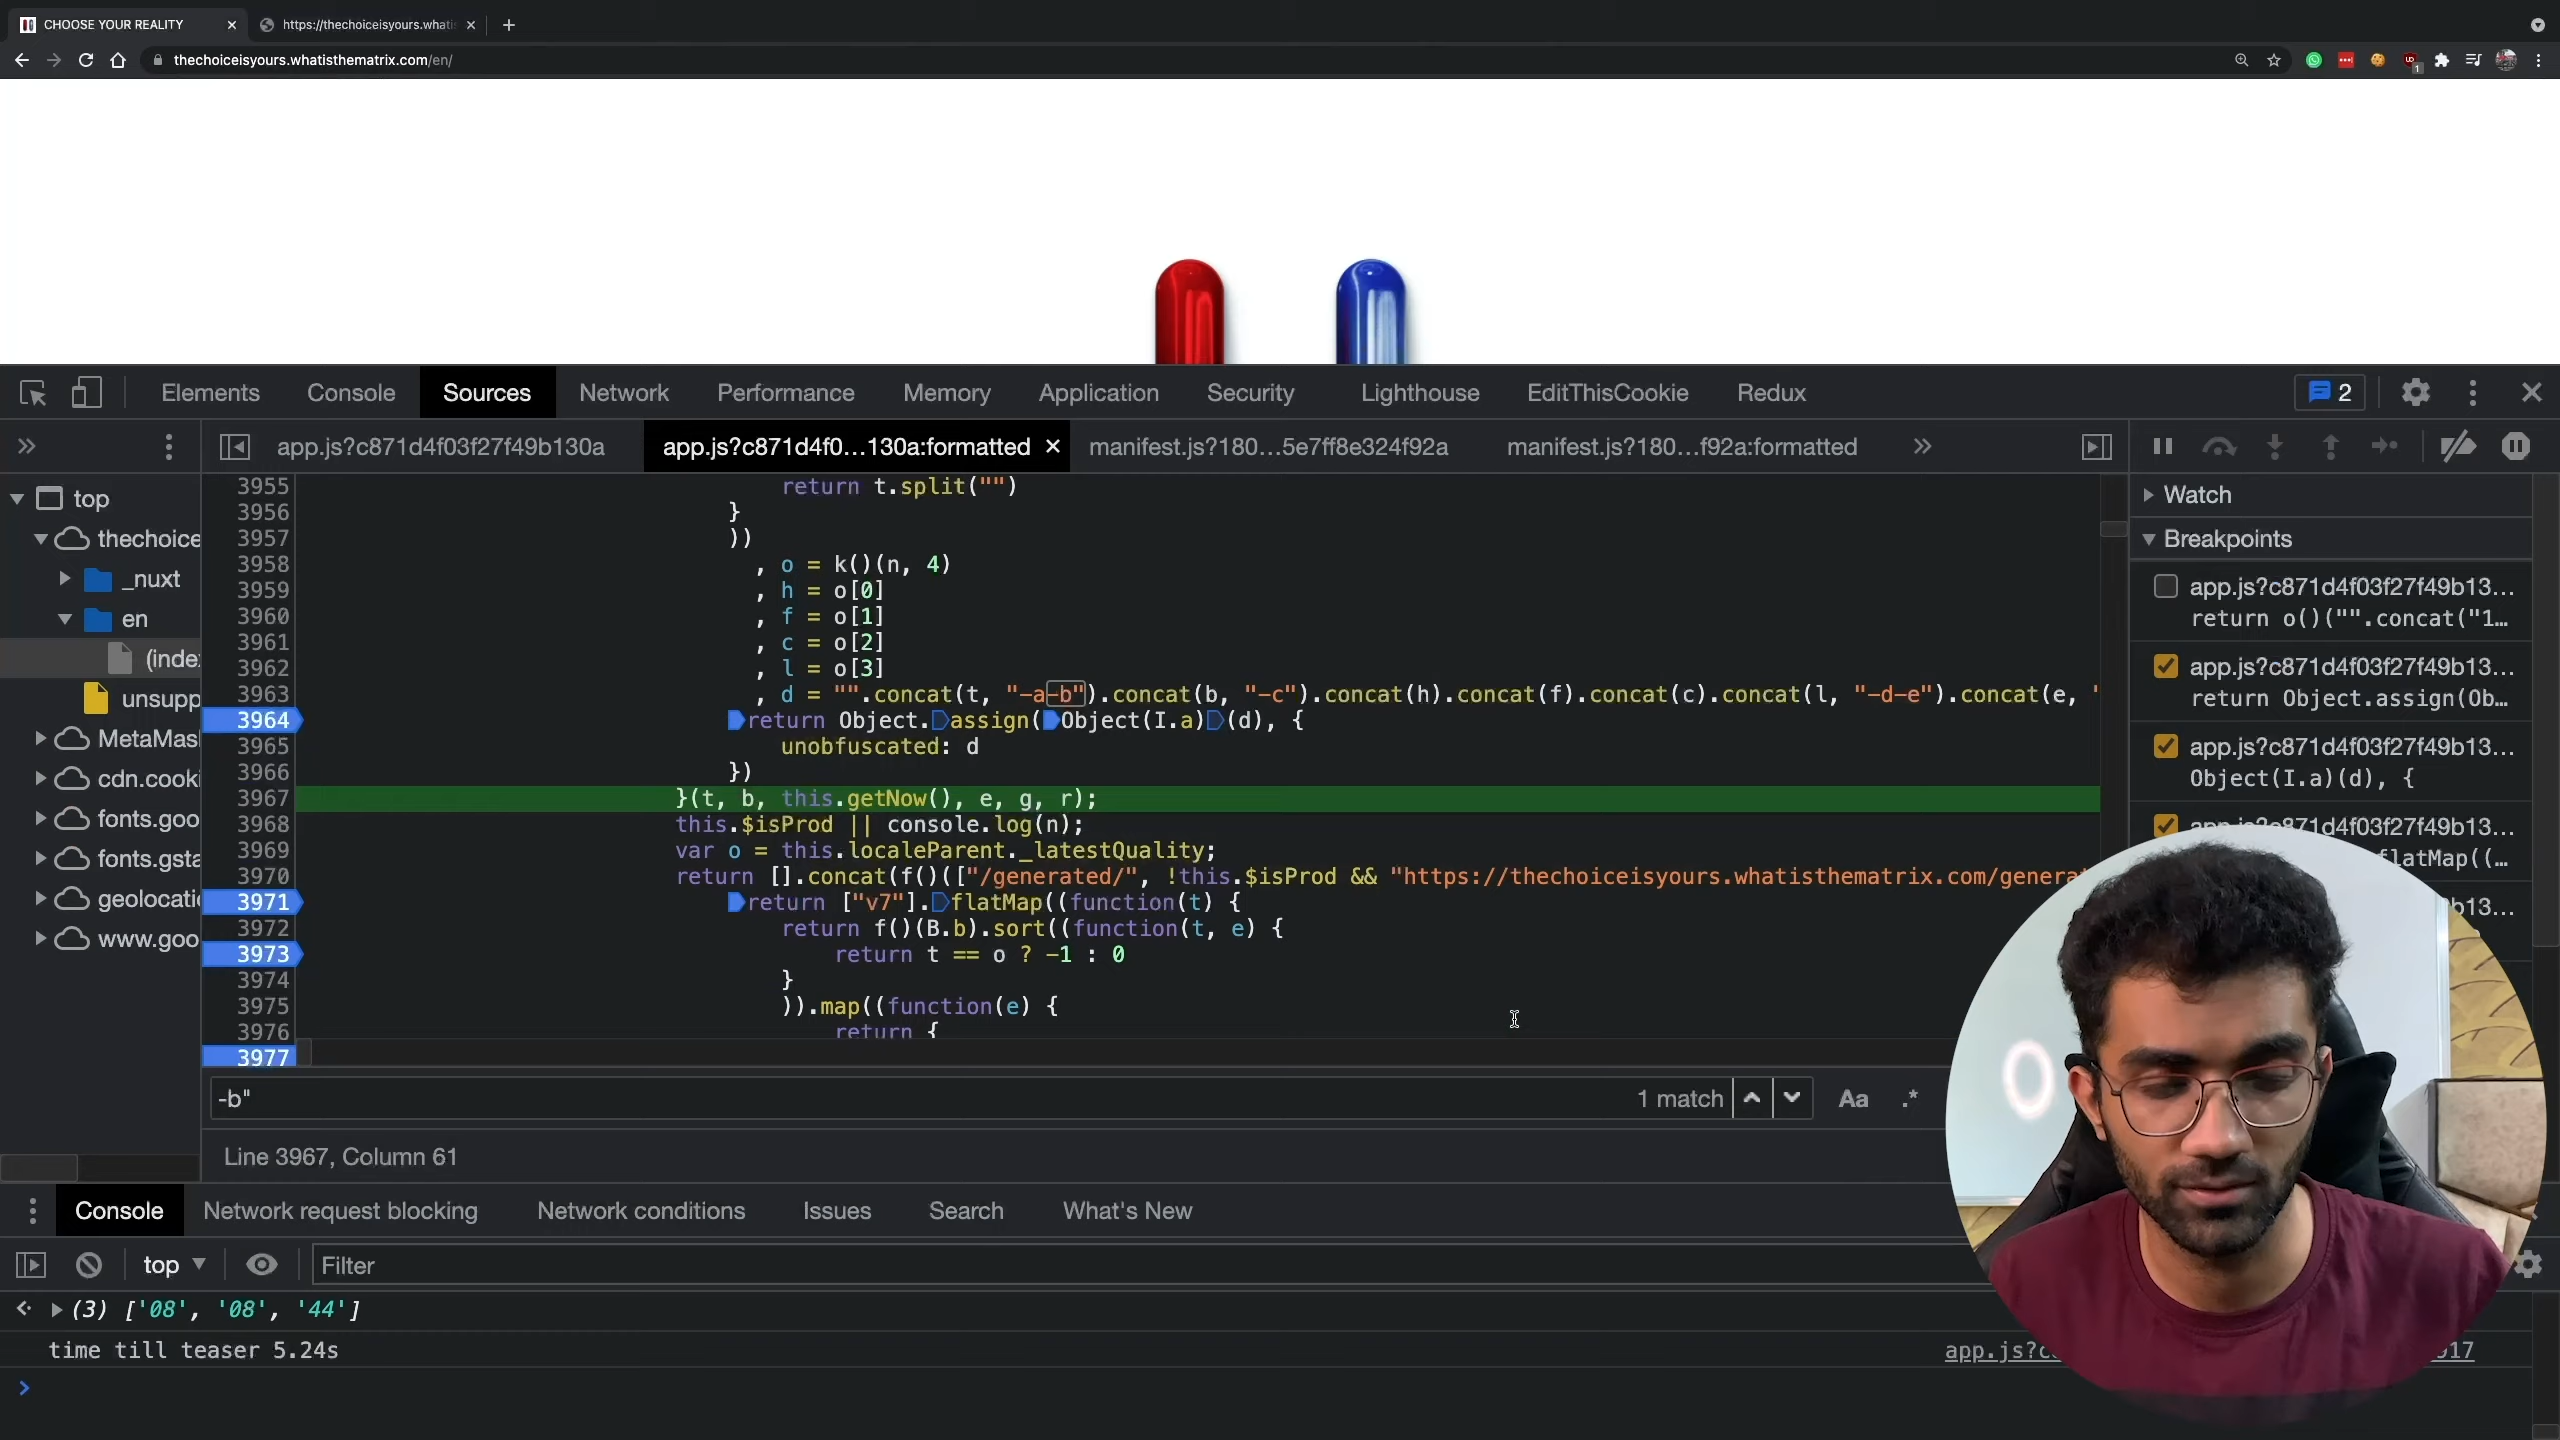 CHOOSE YOUR REALITY
https://thechoiceisyours.whati
thechoiceisyours.whatisthematrix.com/en/
1
Elements Console Sources Network Performance Memory Application Security Lighthouse EditThisCookie Redux 2
app.js?c871d4f03f27f49b130a app.js?c871d4f0...130a:formatted manifest.js?180...5e7ff8e324f92a manifest.js?180...f92a:formatted
top
thechoice
_nuxt
en
(inde
unsupp
MetaMas
cdn.cooki
fonts.goo
fonts.gsta
geolocati
www.goo
3955 return t.split("")
3956 }
3957 ))
3958 , o = k()(n, 4)
3959 , h = o[0]
3960 , f = o[1]
3961 , c = o[2]
3962 , l = o[3]
3963 , d = "".concat(t, "-a-b").concat(b, "-c").concat(h).concat(f).concat(c).concat(l, "-d-e").concat(e, "
3964 return Object.assign(Object(I.a)(d), {
3965 unobfuscated: d
3966 })
3967 }(t, b, this.getNow(), e, g, r);
3968 this.$isProd || console.log(n);
3969 var o = this.localeParent._latestQuality;
3970 return [].concat(f()(["/generated/", !this.$isProd && "https://thechoiceisyours.whatisthematrix.com/generat
3971 return ["v7"].flatMap((function(t) {
3972 return f()(B.b).sort((function(t, e) {
3973 return t == o ? -1 : 0
3974 }
3975 )).map((function(e) {
3976 return {
3977
Watch
Breakpoints
app.js?c871d4f03f27f49b13...
return o()("".concat("1...
app.js?c871d4f03f27f49b13...
return Object.assign(Ob...
app.js?c871d4f03f27f49b13...
Object(I.a)(d), {
app.js?c871d4f03f27f49b13...
flatMap((...
b13...
-b" 1 match Aa .*
Line 3967, Column 61
Console Network request blocking Network conditions Issues Search What's New
top Filter
(3) ['08', '08', '44']
time till teaser 5.24s app.js?c 917